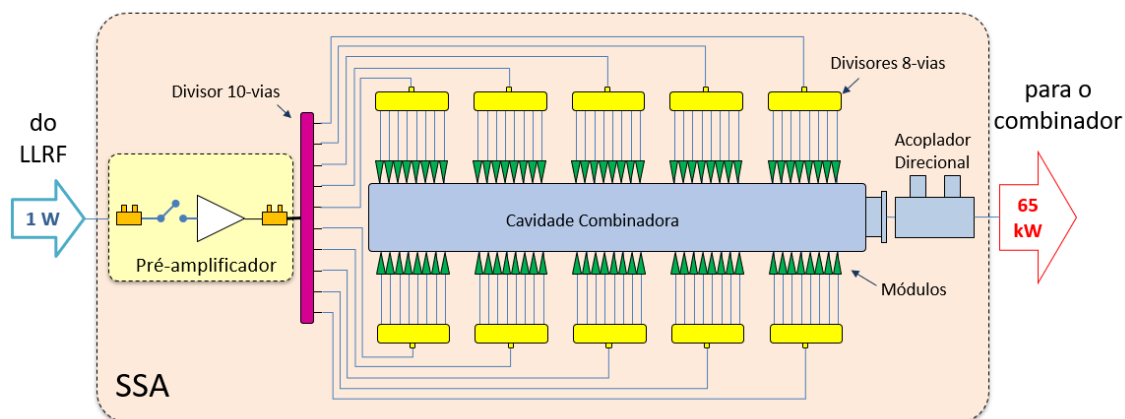 do
LLRF
1 W
Divisor 10-vias
Pré-amplificador
SSA
Divisores 8-vias
Cavidade Combinadora
Acoplador
Direcional
Módulos
para o
combinador
65
kW